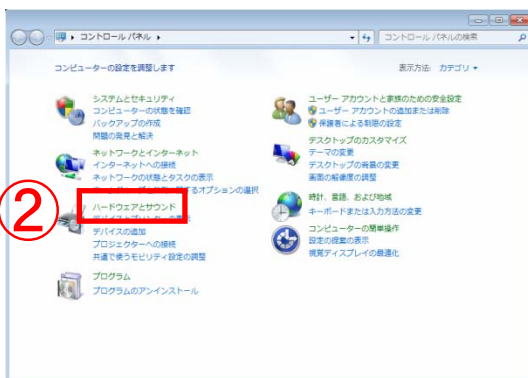 コントロール パネル
コントロール パネルの検索
コンピューターの設定を調整します
表示方法: カテゴリ
システムとセキュリティ
コンピューターの状態を確認
バックアップの作成
問題の発見と解決
ネットワークとインターネット
インターネットへの接続
ネットワークの状態とタスクの表示
するオプションの選択
②
ハードウェアとサウンド
デバイスとプリンターの表示
デバイスの追加
プロジェクターへの接続
共通で使うモビリティ設定の調整
プログラム
プログラムのアンインストール
ユーザー アカウントと家族のための安全設定
ユーザー アカウントの追加または削除
保護者による制限の設定
デスクトップのカスタマイズ
テーマの変更
デスクトップの背景の変更
画面の解像度の調整
時計、言語、および地域
キーボードまたは入力方法の変更
コンピューターの簡単操作
設定の提案の表示
視覚ディスプレイの最適化